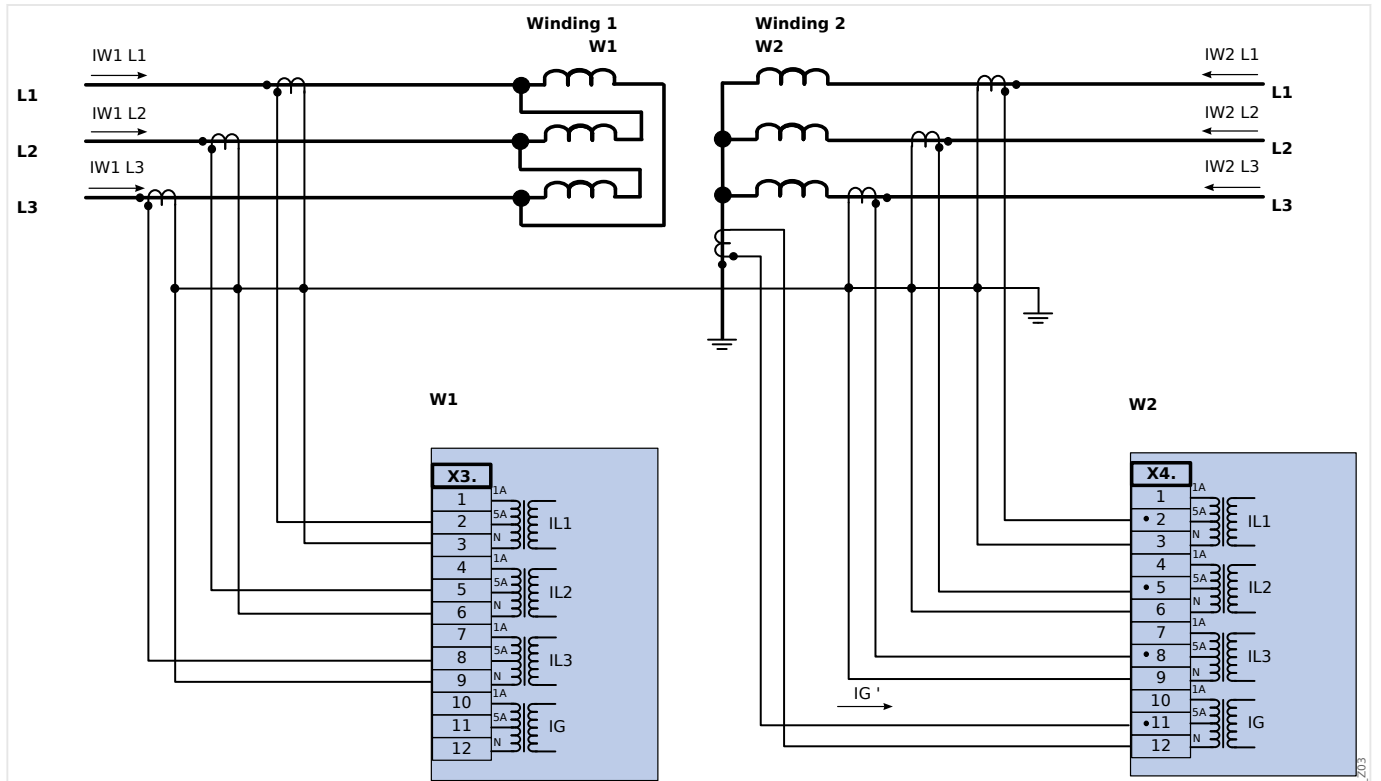 Winding 1
W1
Winding 2
W2
IW1 L1
L1
IW1 L2
L2
IW1 L3
L3
IW2 L1
L1
IW2 L2
L2
IW2 L3
L3
W1
X3.
1 1A
2 5A IL1
3 N
4 1A
5 5A IL2
6 N
7 1A
8 5A IL3
9 N
10 1A
11 5A IG
12 N
IG '
W2
X4.
1 1A
• 2 5A IL1
3 N
4 1A
• 5 5A IL2
6 N
7 1A
• 8 5A IL3
9 N
10 1A
•11 5A IG
12 N
Z03